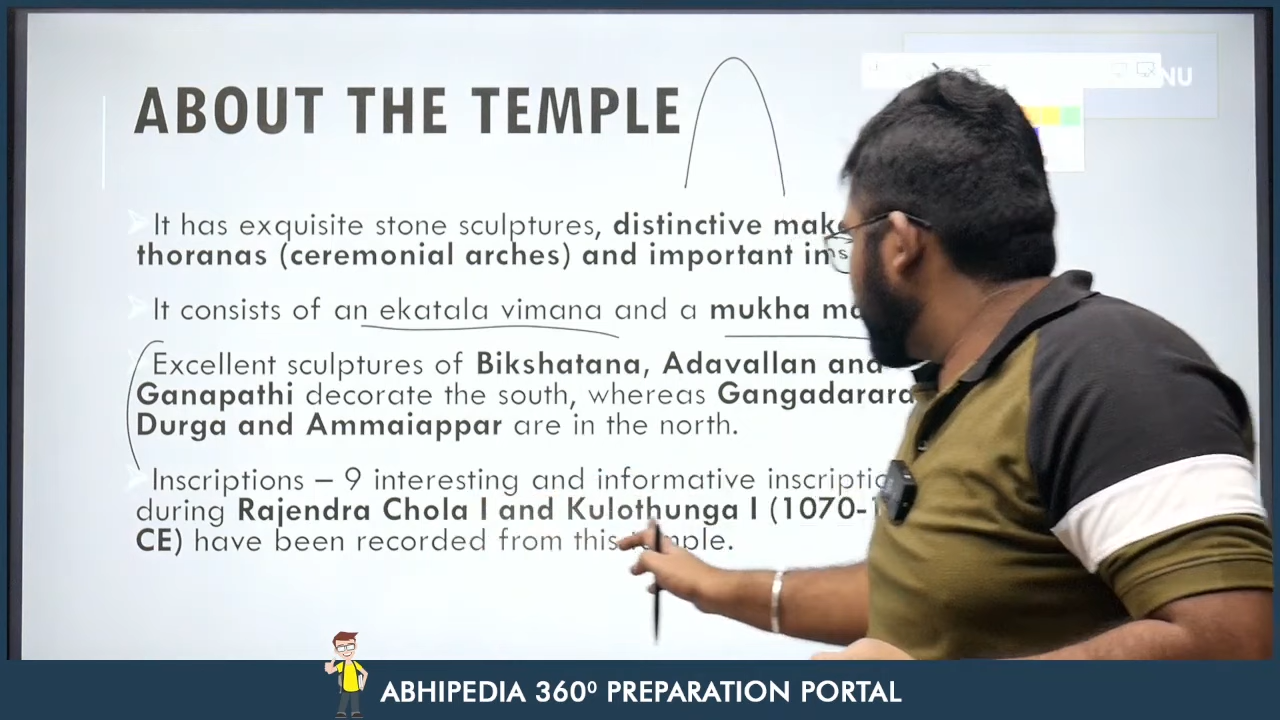 ABOUT THE TEMPLE
NU
It has exquisite stone sculptures, distinctive
thoranas (ceremonial arches) and important
It consists of an ekatala vimana and a mukha
Excellent sculptures of Bikshatana, Adavallan and
Ganapathi decorate the south, whereas Gangadarara
Durga and Ammaiappar are in the north.
Inscriptions – 9 interesting and informative
during Rajendra Chola I and Kulothunga I (1070-
CE) have been recorded from this temple.
ABHIPEDIA 360⁰ PREPARATION PORTAL